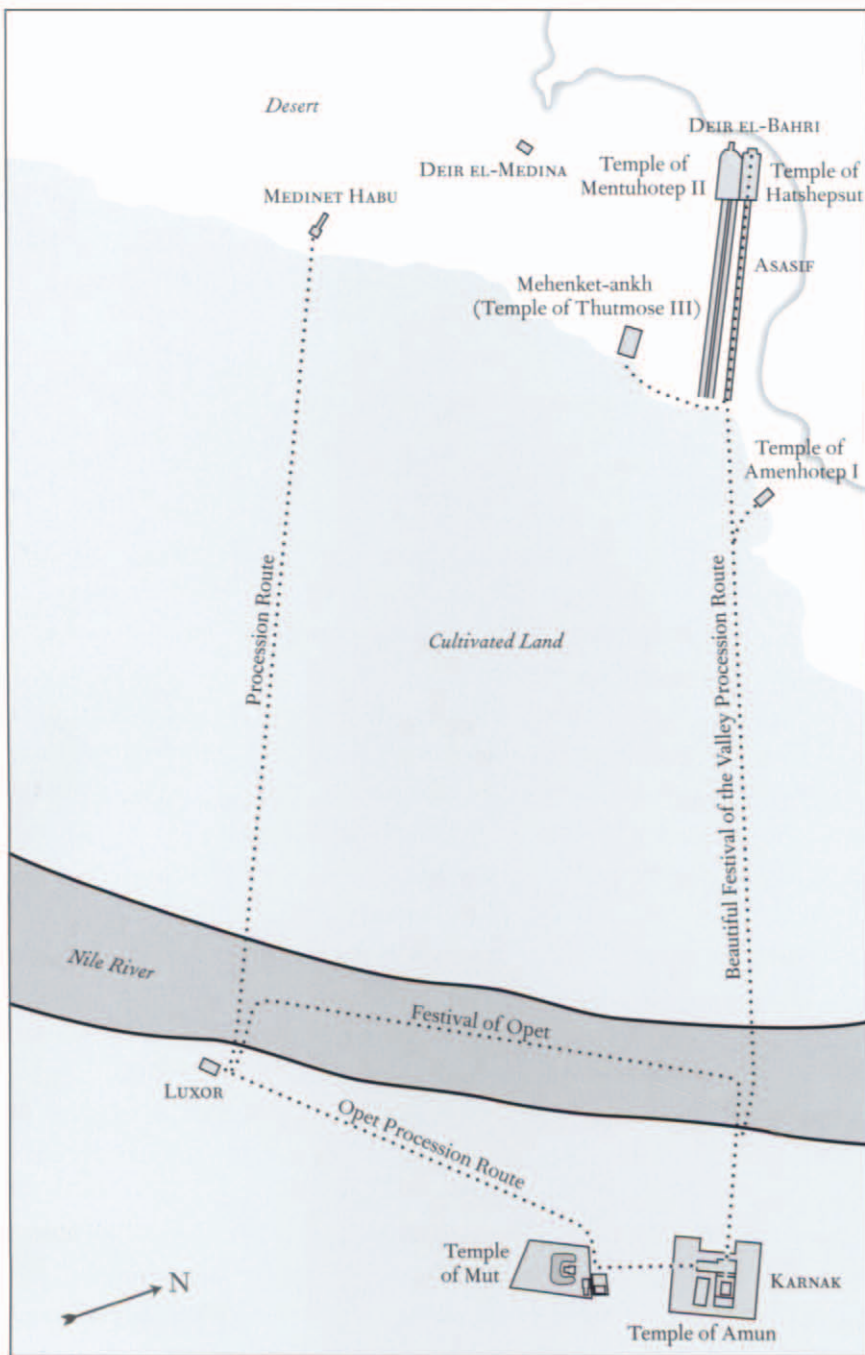 Desert
DEIR EL-BAHRI
DEIR EL-MEDINA
Temple of
Mentuhotep II
Temple of
Hatshepsut
MEDINET HABU
ASASIF
Mehenket-ankh
(Temple of Thutmose III)
Temple of
Amenhotep I
Procession Route
Cultivated Land
Beautiful Festival of the Valley Procession Route
Nile River
Festival of Opet
LUXOR
Opet Procession Route
Temple
of Mut
KARNAK
N
Temple of Amun